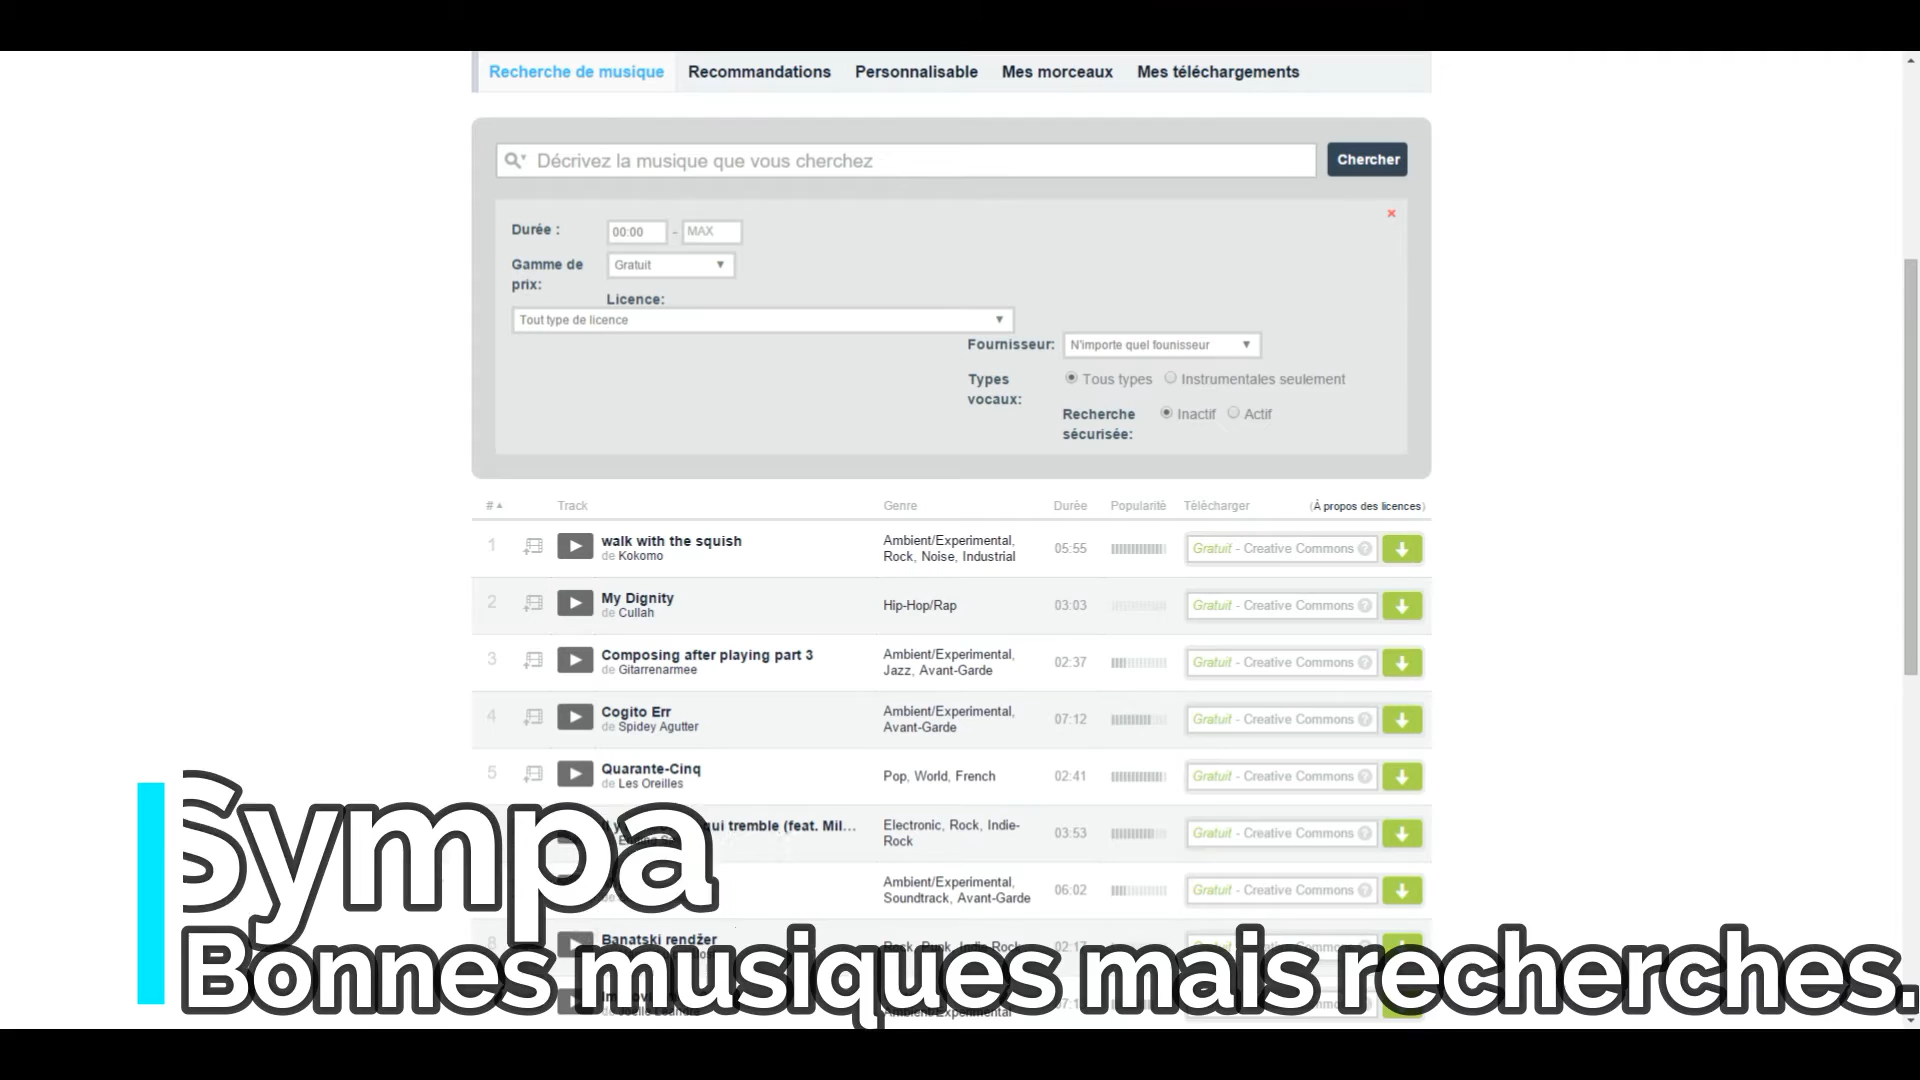 Recherche de musique Recommandations Personnalisable Mes morceaux Mes téléchargements
Décrivez la musique que vous cherchez Chercher
Durée : 00:00 - MAX
Gamme de prix: Gratuit
Licence:
Tout type de licence
Fournisseur: N'importe quel founisseur
Types vocaux: Tous types Instrumentales seulement
Recherche sécurisée: Inactif Actif
# Track Genre Durée Popularité Télécharger (À propos des licences)
1 walk with the squish
de Kokomo
Ambient/Experimental,
Rock, Noise, Industrial
05:55 Gratuit - Creative Commons ?
2 My Dignity
de Cullah
Hip-Hop/Rap
03:03 Gratuit - Creative Commons ?
3 Composing after playing part 3
de Gitarrenarmee
Ambient/Experimental,
Jazz, Avant-Garde
02:37 Gratuit - Creative Commons ?
4 Cogito Err
de Spidey Agutter
Ambient/Experimental,
Avant-Garde
07:12 Gratuit - Creative Commons ?
5 Quarante-Cinq
de Les Oreilles
Pop, World, French
02:41 Gratuit - Creative Commons ?
qui tremble (feat. Mil...
Electronic, Rock, Indie-
Rock
03:53 Gratuit - Creative Commons ?
Ambient/Experimental,
Soundtrack, Avant-Garde
06:02 Gratuit - Creative Commons ?
8 Banatski rendžer
Rock, Punk, Indie-Rock
02:17
Ambient/Experimental
Sympa
Bonnes musiques mais recherches.